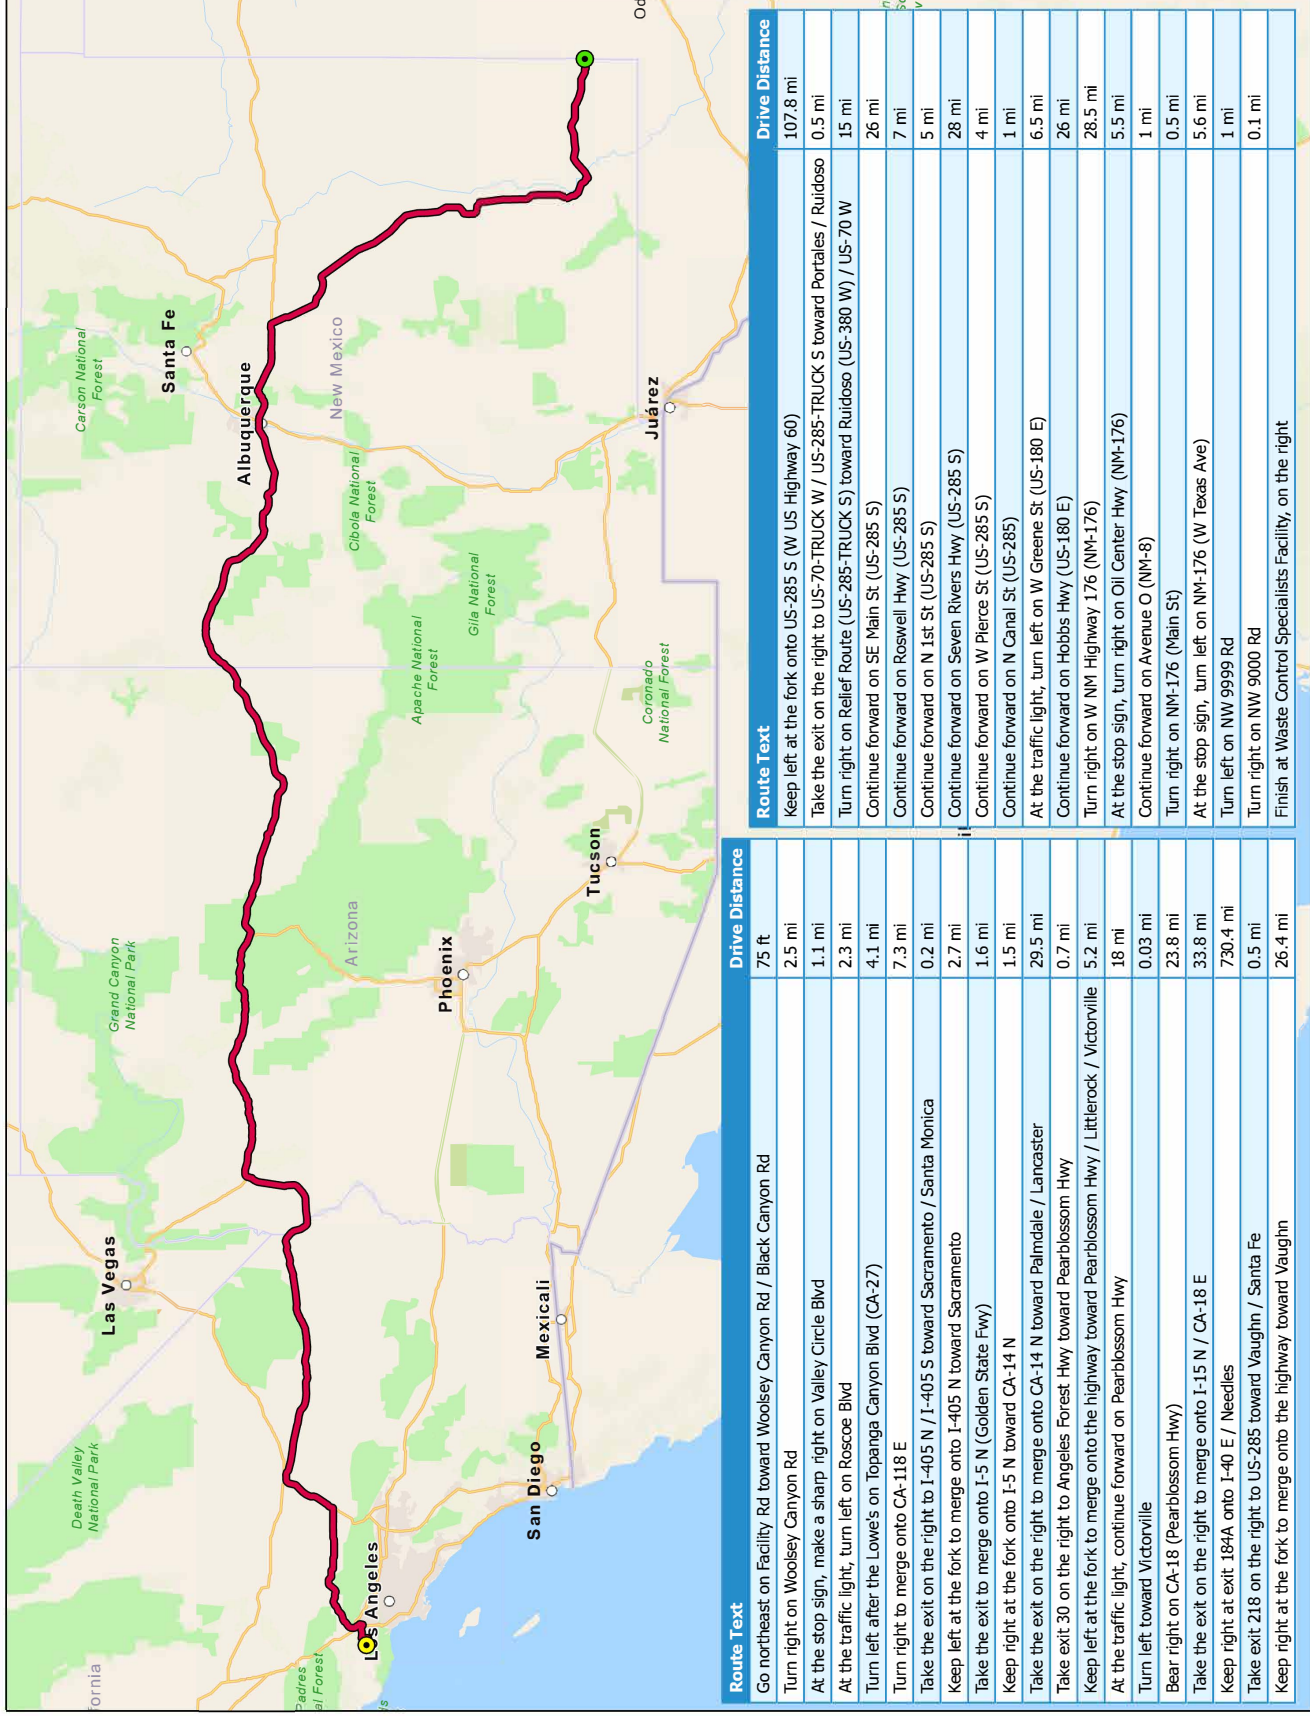 Od
Carson National
Forest
Santa Fe
Grand Canyon
National Park
Las Vegas
Death Valley
National Park
fornia
Albuquerque
New Mexico
Cibola National
Forest
Gila National
Forest
Apache National
Forest
Arizona
Phoenix
Tucson
Coronado
National Forest
Juárez
Padres
al Forest
Los Angeles
Mexicali
San Diego
Route Text Drive Distance
Go northeast on Facility Rd toward Woolsey Canyon Rd / Black Canyon Rd 75 ft
Turn right on Woolsey Canyon Rd 2.5 mi
At the stop sign, make a sharp right on Valley Circle Blvd 1.1 mi
At the traffic light, turn left on Roscoe Blvd 2.3 mi
Turn left after the Lowe's on Topanga Canyon Blvd (CA-27) 4.1 mi
Turn right to merge onto CA-118 E 7.3 mi
Take the exit on the right to I-405 N / I-405 S toward Sacramento / Santa Monica 0.2 mi
Keep left at the fork to merge onto I-405 N toward Sacramento 2.7 mi
Take the exit to merge onto I-5 N (Golden State Fwy) 1.6 mi
Keep right at the fork onto I-5 N toward CA-14 N 1.5 mi
Take the exit on the right to merge onto CA-14 N toward Palmdale / Lancaster 29.5 mi
Take exit 30 on the right to Angeles Forest Hwy toward Pearblossom Hwy 0.7 mi
Keep left at the fork to merge onto the highway toward Pearblossom Hwy / Littlerock / Victorville 5.2 mi
At the traffic light, continue forward on Pearblossom Hwy 18 mi
Turn left toward Victorville 0.03 mi
Bear right on CA-18 (Pearblossom Hwy) 23.8 mi
Take the exit on the right to merge onto I-15 N / CA-18 E 33.8 mi
Keep right at exit 184A onto I-40 E / Needles 730.4 mi
Take exit 218 on the right to US-285 toward Vaughn / Santa Fe 0.5 mi
Keep right at the fork to merge onto the highway toward Vaughn 26.4 mi
Route Text Drive Distance
Keep left at the fork onto US-285 S (W US Highway 60) 107.8 mi
Take the exit on the right to US-70-TRUCK W / US-285-TRUCK S toward Portales / Ruidoso 0.5 mi
Turn right on Relief Route (US-285-TRUCK S) toward Ruidoso (US-380 W) / US-70 W 15 mi
Continue forward on SE Main St (US-285 S) 26 mi
Continue forward on Roswell Hwy (US-285 S) 7 mi
Continue forward on N 1st St (US-285 S) 5 mi
Continue forward on Seven Rivers Hwy (US-285 S) 28 mi
Continue forward on W Pierce St (US-285 S) 4 mi
Continue forward on N Canal St (US-285) 1 mi
At the traffic light, turn left on W Greene St (US-180 E) 6.5 mi
Continue forward on Hobbs Hwy (US-180 E) 26 mi
Turn right on W NM Highway 176 (NM-176) 28.5 mi
At the stop sign, turn right on Oil Center Hwy (NM-176) 5.5 mi
Continue forward on Avenue O (NM-8) 1 mi
Turn right on NM-176 (Main St) 0.5 mi
At the stop sign, turn left on NM-176 (W Texas Ave) 5.6 mi
Turn left on NW 9999 Rd 1 mi
Turn right on NW 9000 Rd 0.1 mi
Finish at Waste Control Specialists Facility, on the right